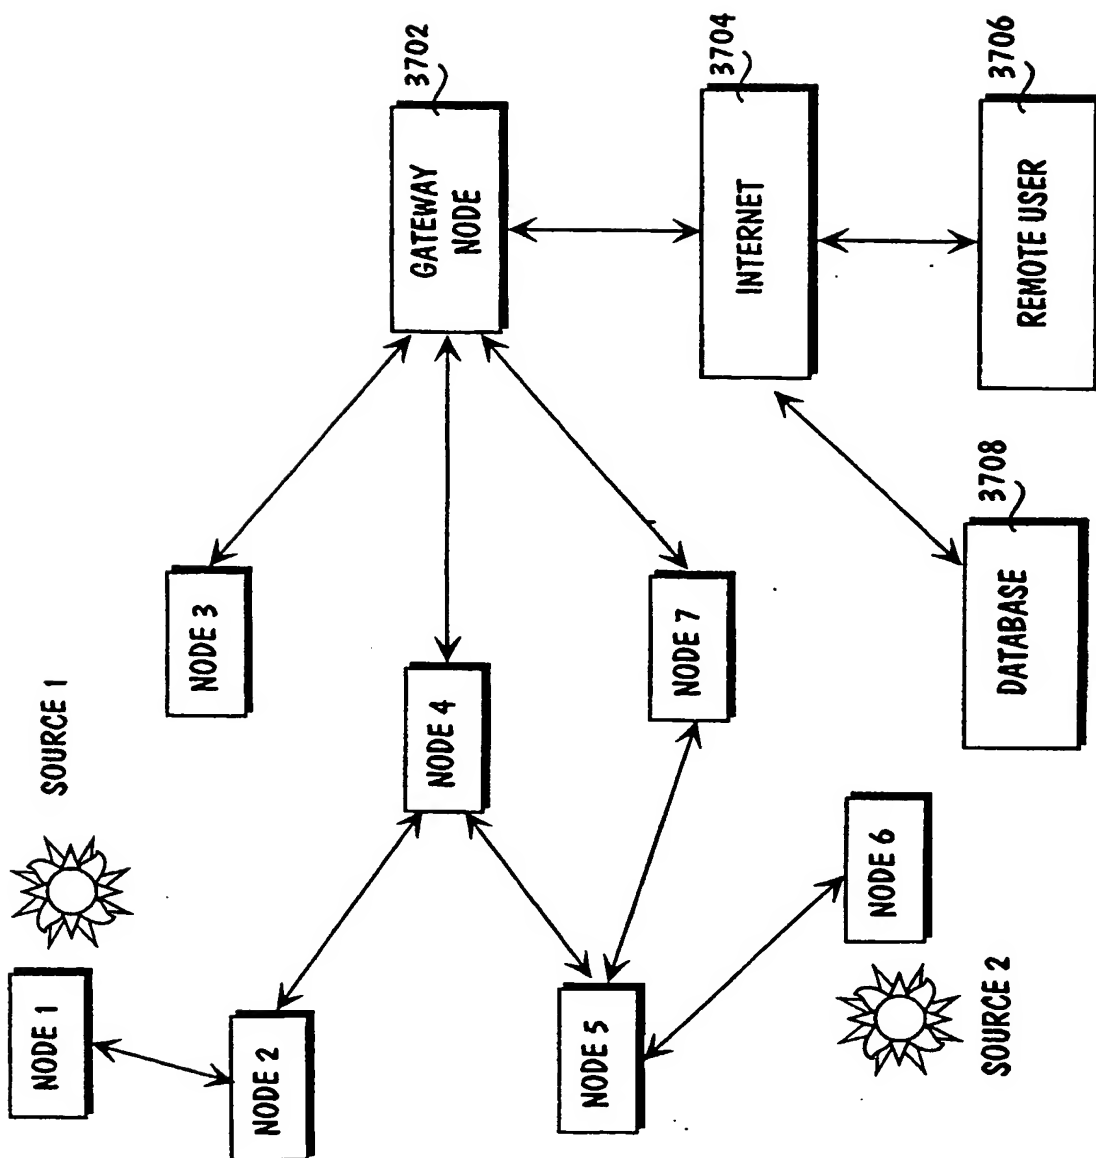 NODE 1
SOURCE 1
NODE 3
NODE 2
3702
GATEWAY
NODE
NODE 4
NODE 5
NODE 7
3704
INTERNET
NODE 6
SOURCE 2
3708
DATABASE
3706
REMOTE USER